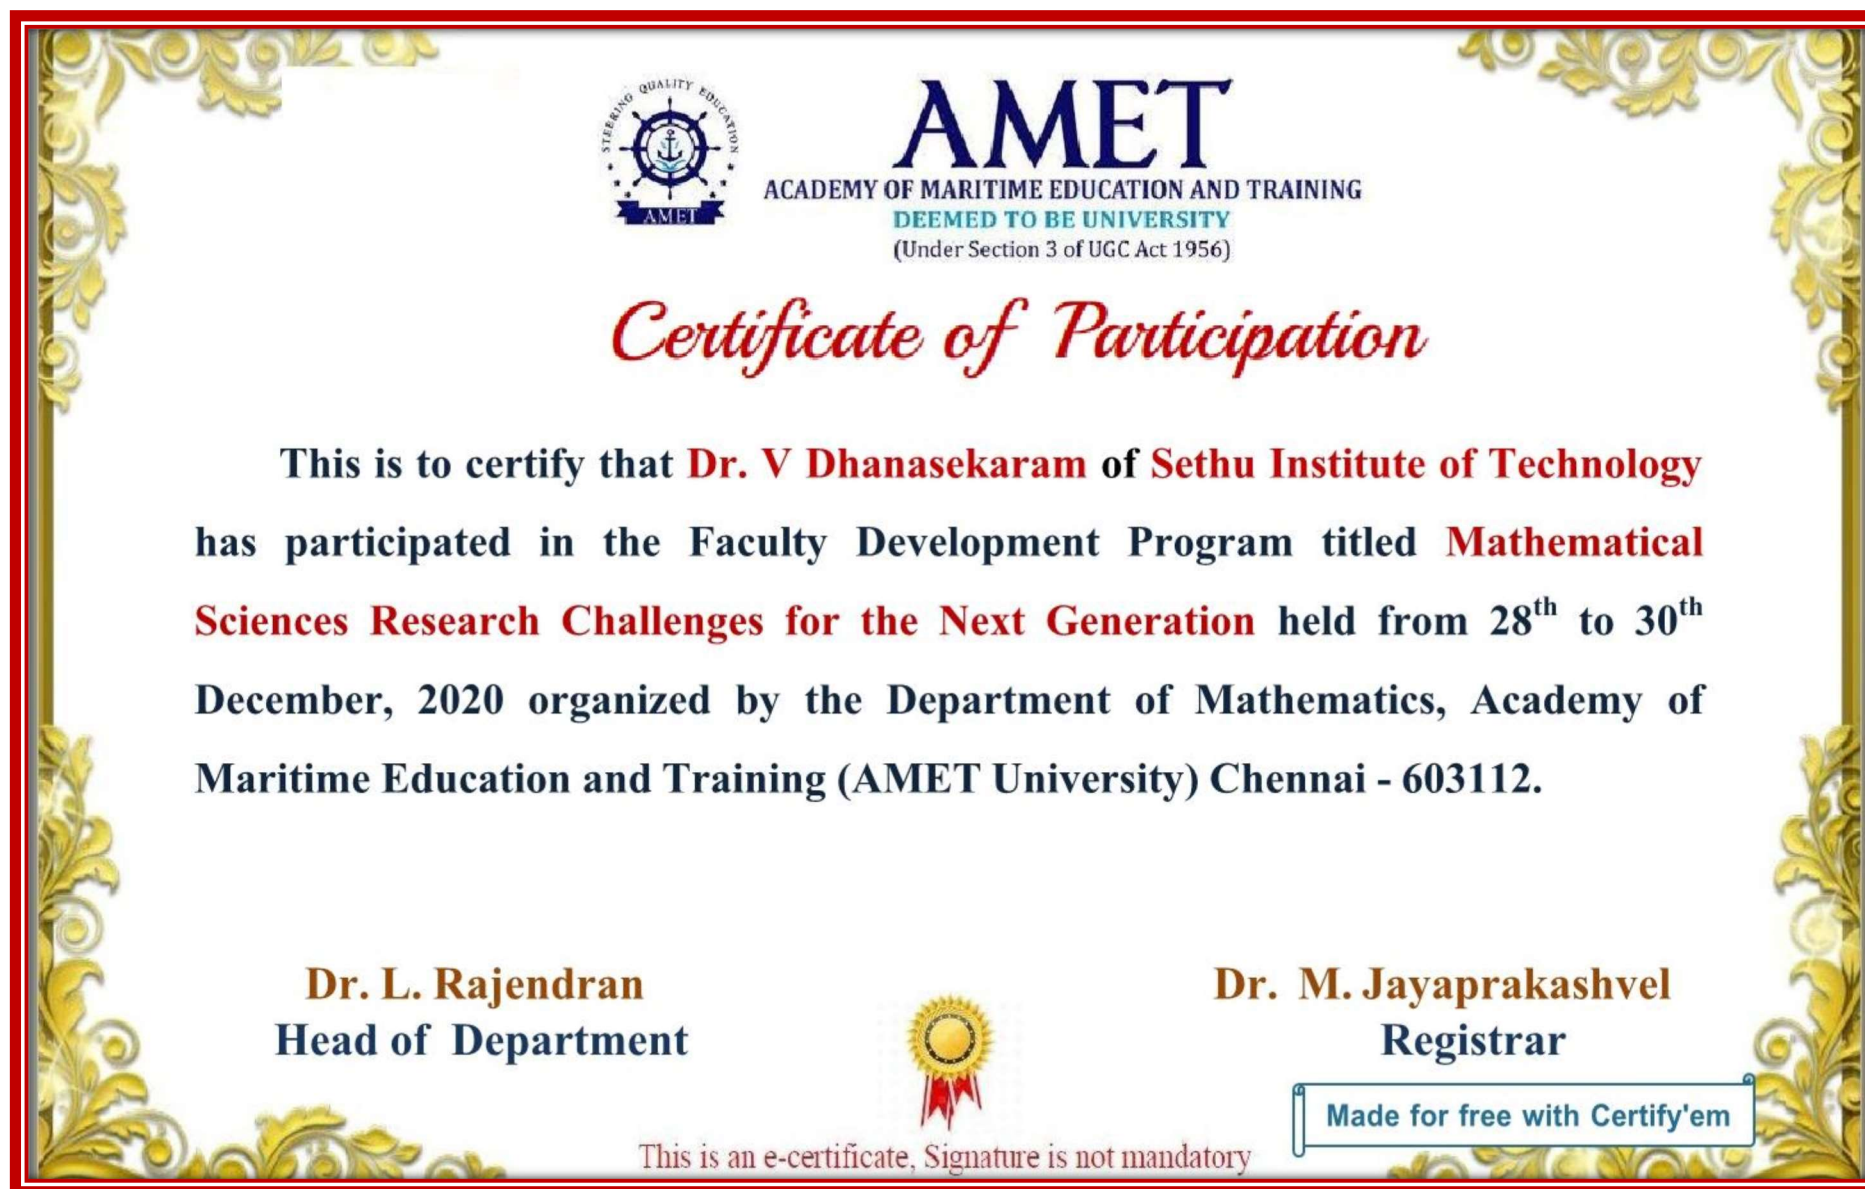 STEERING QUALITY EDUCATION
AMET
AMET
ACADEMY OF MARITIME EDUCATION AND TRAINING
DEEMED TO BE UNIVERSITY
(Under Section 3 of UGC Act 1956)
Certificate of Participation
This is to certify that Dr. V Dhanasekaram of Sethu Institute of Technology
has participated in the Faculty Development Program titled Mathematical
Sciences Research Challenges for the Next Generation held from 28th to 30th
December, 2020 organized by the Department of Mathematics, Academy of
Maritime Education and Training (AMET University) Chennai - 603112.
Dr. L. Rajendran
Head of Department
Dr. M. Jayaprakashvel
Registrar
Made for free with Certify'em
This is an e-certificate, Signature is not mandatory